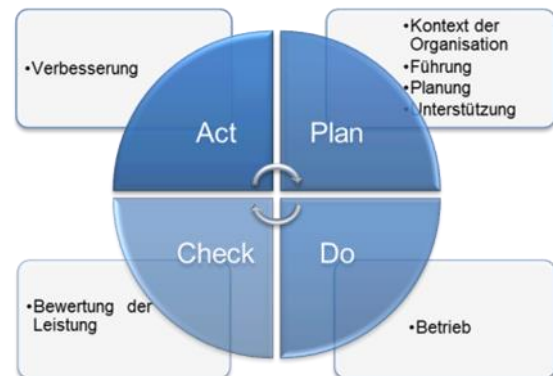 •Verbesserung
•Kontext der
Organisation
•Führung
•Planung
•Unterstützung
Act
Plan
Check
Do
•Bewertung der
Leistung
•Betrieb